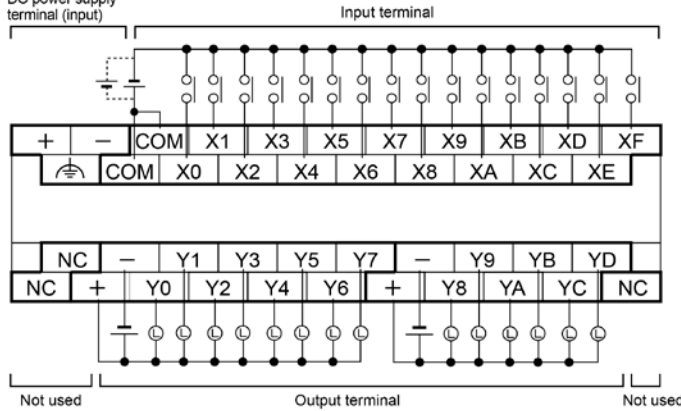 DC power supply
terminal (input)
Input terminal
+ − COM X1 X3 X5 X7 X9 XB XD XF
COM X0 X2 X4 X6 X8 XA XC XE
NC − Y1 Y3 Y5 Y7 − Y9 YB YD
NC + Y0 Y2 Y4 Y6 + Y8 YA YC NC
L L L L L L L L L L L L L L
Not used
Output terminal
Not used